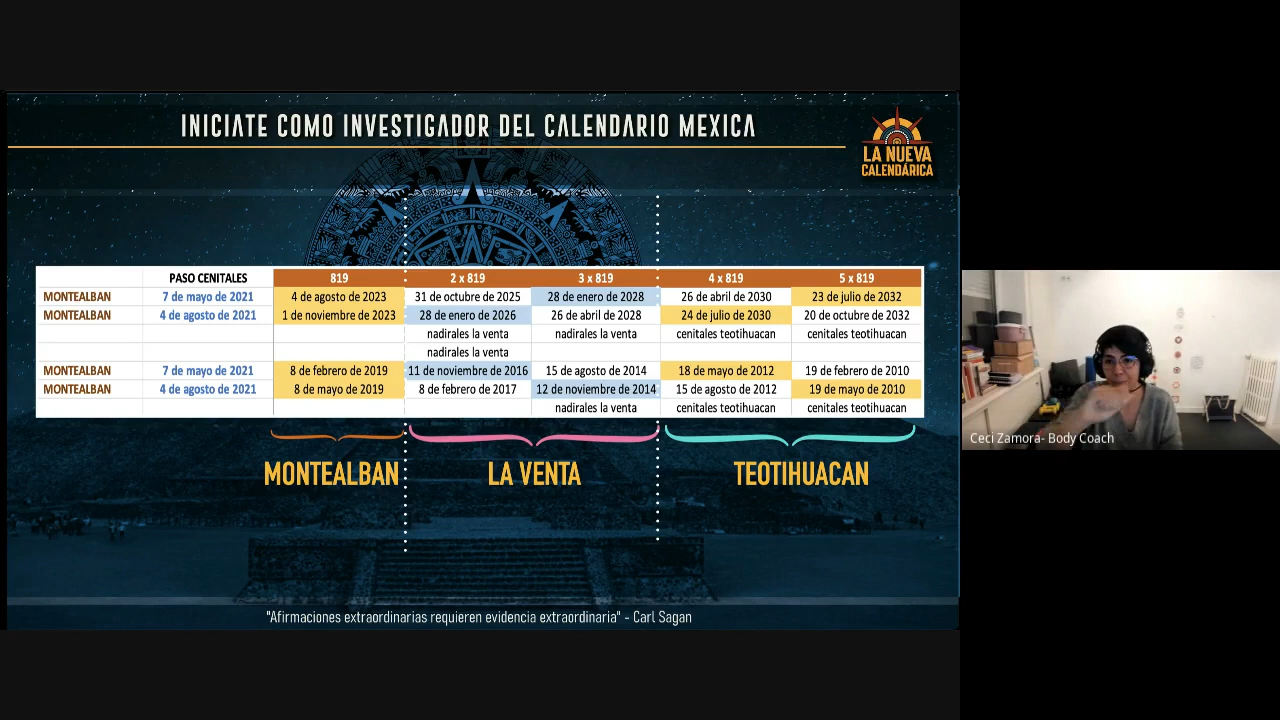 INICIATE COMO INVESTIGADOR DEL CALENDARIO MEXICA
LA NUEVA
CALENDÁRICA
PASO CENITALES 819 2 x 819 3 x 819 4 x 819 5 x 819
MONTEALBAN 7 de mayo de 2021 4 de agosto de 2023 31 de octubre de 2025 28 de enero de 2028 26 de abril de 2030 23 de julio de 2032
MONTEALBAN 4 de agosto de 2021 1 de noviembre de 2023 28 de enero de 2026 26 de abril de 2028 24 de julio de 2030 20 de octubre de 2032
nadirales la venta nadirales la venta cenitales teotihuacan cenitales teotihuacan
nadirales la venta
MONTEALBAN 7 de mayo de 2021 8 de febrero de 2019 11 de noviembre de 2016 15 de agosto de 2014 18 de mayo de 2012 19 de febrero de 2010
MONTEALBAN 4 de agosto de 2021 8 de mayo de 2019 8 de febrero de 2017 12 de noviembre de 2014 15 de agosto de 2012 19 de mayo de 2010
nadirales la venta cenitales teotihuacan cenitales teotihuacan
MONTEALBAN LA VENTA TEOTIHUACAN
"Afirmaciones extraordinarias requieren evidencia extraordinaria" - Carl Sagan
Ceci Zamora- Body Coach